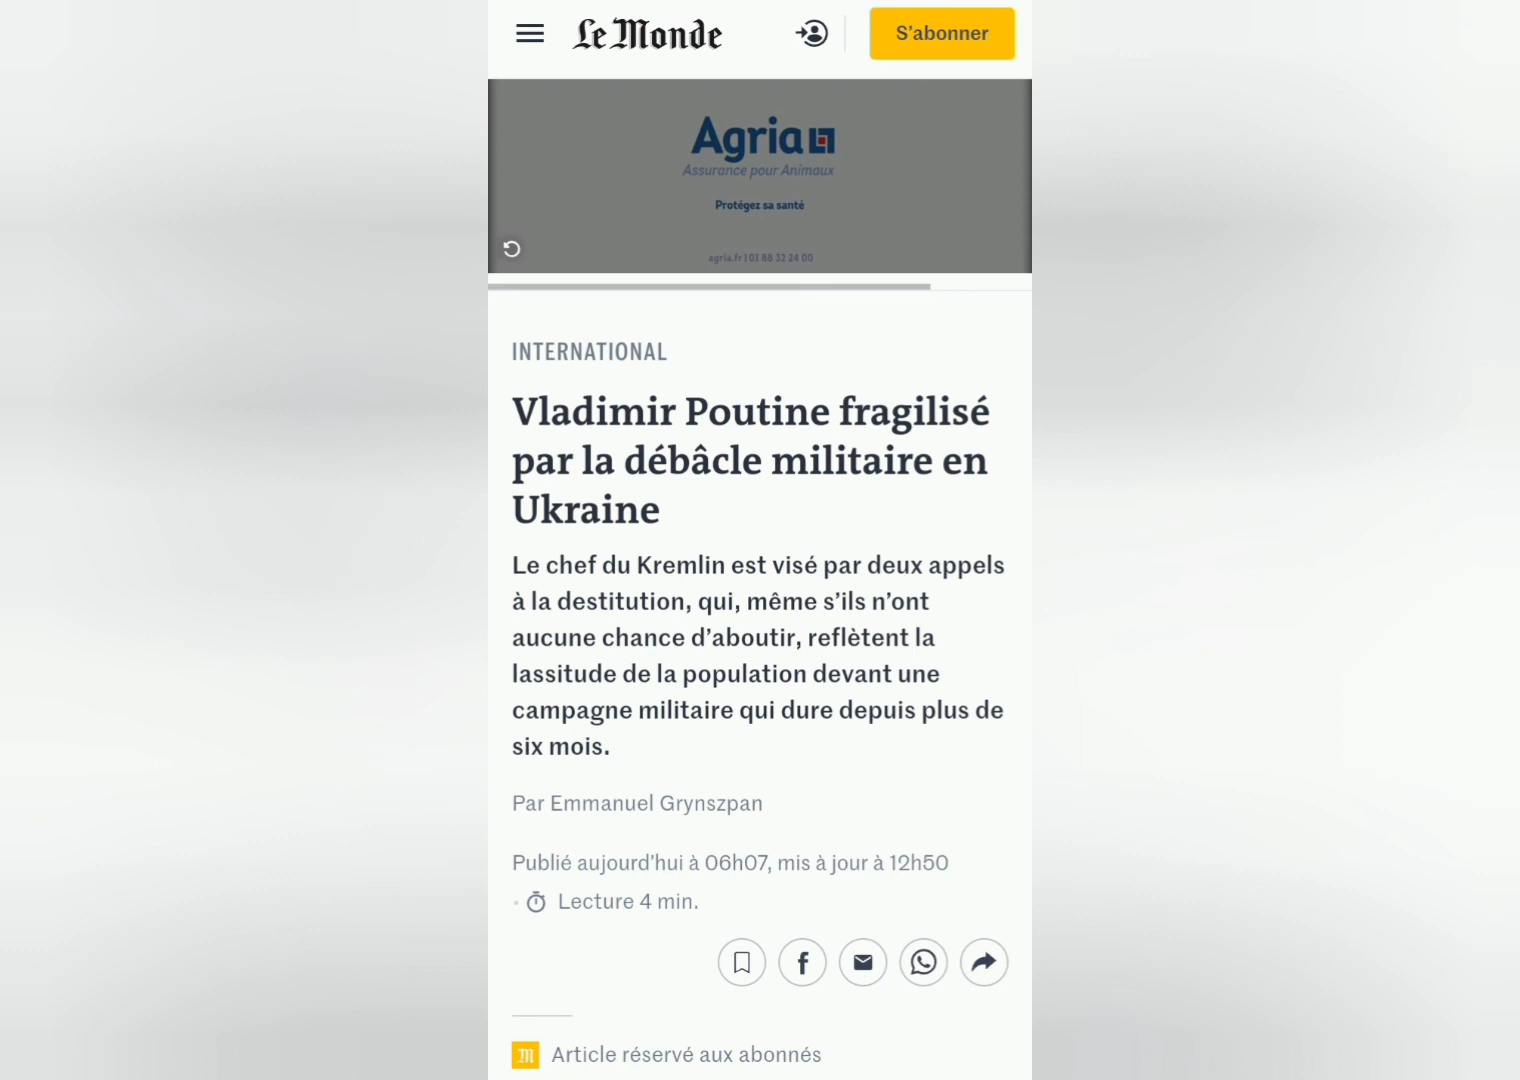 Le Monde
S'abonner
Agria
Assurance pour Animaux
Protégez sa santé
agria.fr | 01 88 32 24 00
INTERNATIONAL
Vladimir Poutine fragilisé
par la débâcle militaire en
Ukraine
Le chef du Kremlin est visé par deux appels
à la destitution, qui, même s’ils n’ont
aucune chance d’aboutir, reflètent la
lassitude de la population devant une
campagne militaire qui dure depuis plus de
six mois.
Par Emmanuel Grynszpan
Publié aujourd’hui à 06h07, mis à jour à 12h50
Lecture 4 min.
Article réservé aux abonnés